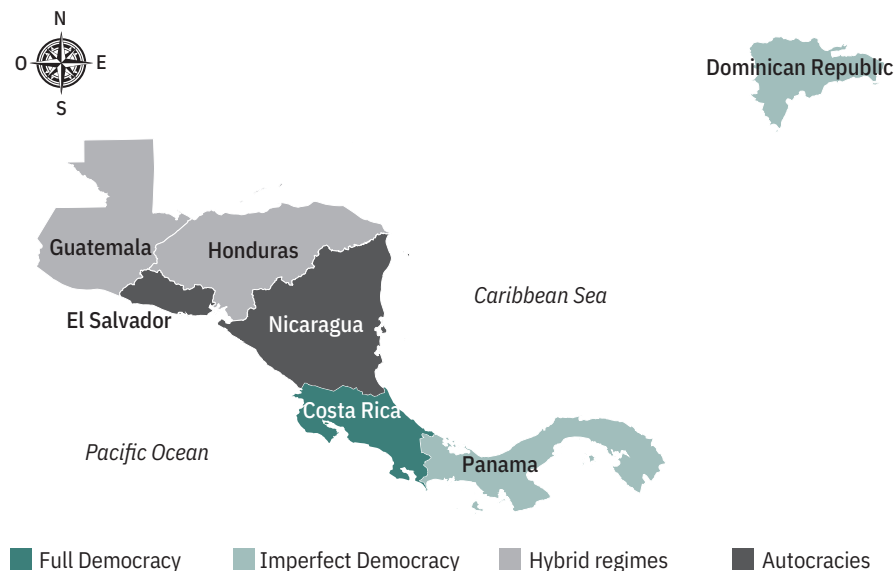 N
O
E
S
Dominican Republic
Guatemala
Honduras
Caribbean Sea
El Salvador
Nicaragua
Costa Rica
Pacific Ocean
Panama
Full Democracy
Imperfect Democracy
Hybrid regimes
Autocracies